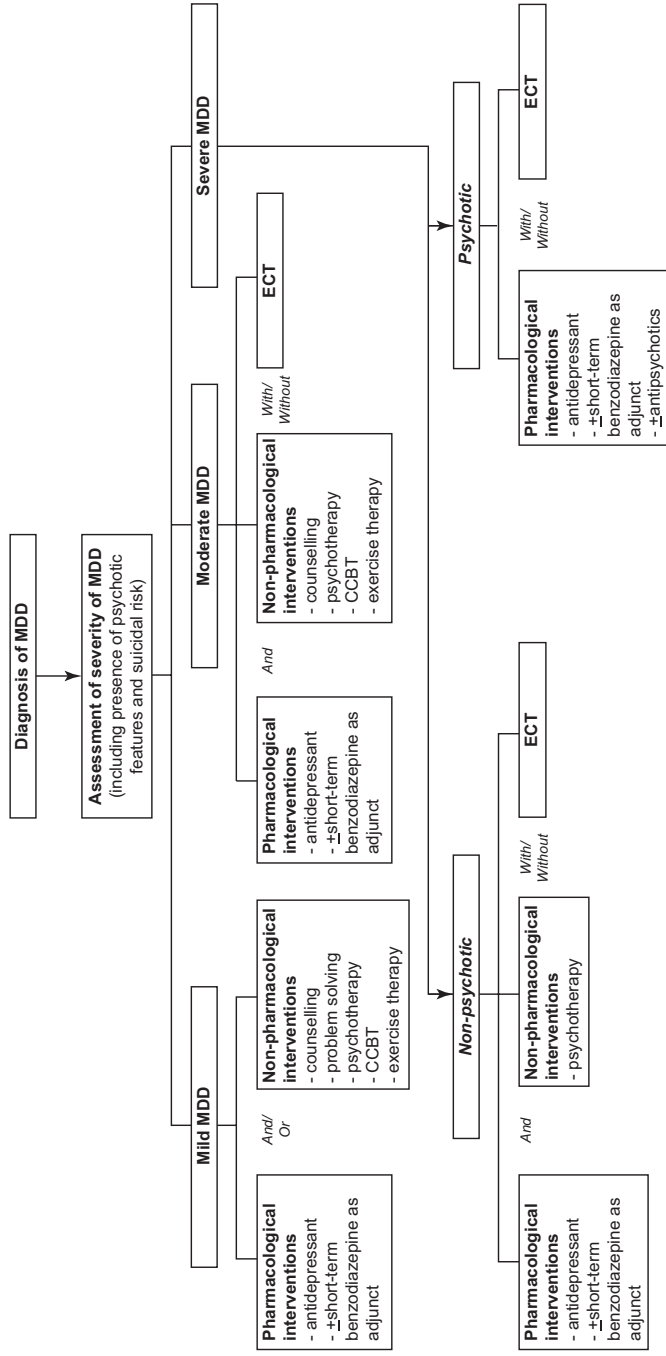 Diagnosis of MDD
Assessment of severity of MDD
(including presence of psychotic
features and suicidal risk)
Mild MDD
Moderate MDD
Severe MDD
Pharmacological
interventions
- antidepressant
- ±short-term
benzodiazepine as
adjunct
And/
Or
Non-pharmacological
interventions
- counselling
- problem solving
- psychotherapy
- CCBT
- exercise therapy
Pharmacological
interventions
- antidepressant
- ±short-term
benzodiazepine as
adjunct
And
Non-pharmacological
interventions
- counselling
- psychotherapy
- CCBT
- exercise therapy
With/
Without
ECT
Non-psychotic
Psychotic
Pharmacological
interventions
- antidepressant
- ±short-term
benzodiazepine as
adjunct
And
Non-pharmacological
interventions
- psychotherapy
With/
Without
ECT
Pharmacological
interventions
- antidepressant
- ±short-term
benzodiazepine as
adjunct
- ±antipsychotics
With/
Without
ECT